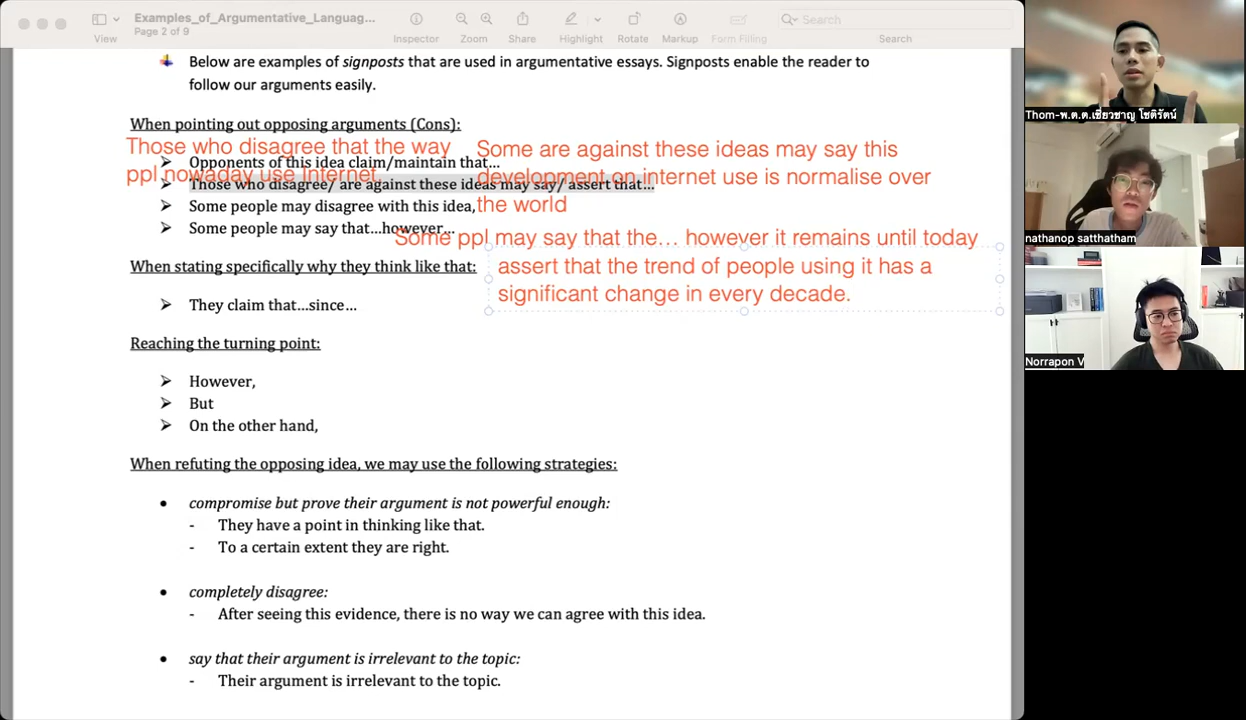 Examples_of_Argumentative_Languag...
Page 2 of 9
View
Inspector
Zoom
Share
Highlight
Rotate
Markup
Form Filling
Search
Search
Below are examples of signposts that are used in argumentative essays. Signposts enable the reader to
follow our arguments easily.
When pointing out opposing arguments (Cons):
Those who disagree that the way
ppl nowaday use Internet
Some are against these ideas may say this
development on internet use is normalise over
the world
➢ Opponents of this idea claim/maintain that...
➢ Those who disagree/ are against these ideas may say/ assert that...
➢ Some people may disagree with this idea,
➢ Some people may say that...however...
Some ppl may say that the... however it remains until today
assert that the trend of people using it has a
significant change in every decade.
When stating specifically why they think like that:
➢ They claim that...since...
Reaching the turning point:
➢ However,
➢ But
➢ On the other hand,
When refuting the opposing idea, we may use the following strategies:
• compromise but prove their argument is not powerful enough:
- They have a point in thinking like that.
- To a certain extent they are right.
• completely disagree:
- After seeing this evidence, there is no way we can agree with this idea.
• say that their argument is irrelevant to the topic:
- Their argument is irrelevant to the topic.
Thom-พ.ต.ต.เชี่ยวชาญ โชติรัตน์
nathanop satthatham
Norrapon V